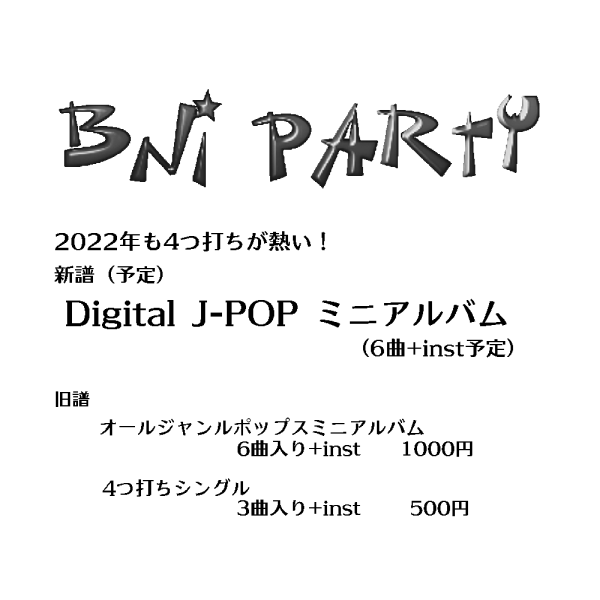 BNi PARTY
2022年も4つ打ちが熱い！
新譜（予定）
Digital J-POP ミニアルバム
（6曲+inst予定）
旧譜
オールジャンルポップスミニアルバム
6曲入り+inst 1000円
4つ打ちシングル
3曲入り+inst 500円